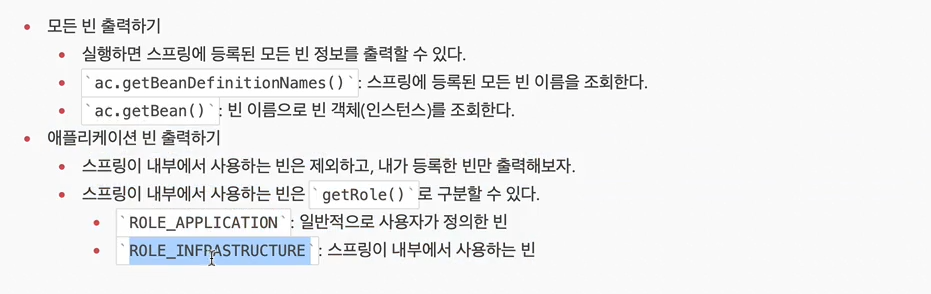 모든 빈 출력하기
실행하면 스프링에 등록된 모든 빈 정보를 출력할 수 있다.
`ac.getBeanDefinitionNames()`: 스프링에 등록된 모든 빈 이름을 조회한다.
`ac.getBean()`: 빈 이름으로 빈 객체(인스턴스)를 조회한다.
애플리케이션 빈 출력하기
스프링이 내부에서 사용하는 빈은 제외하고, 내가 등록한 빈만 출력해보자.
스프링이 내부에서 사용하는 빈은 `getRole()`로 구분할 수 있다.
`ROLE_APPLICATION`: 일반적으로 사용자가 정의한 빈
`ROLE_INFRASTRUCTURE`: 스프링이 내부에서 사용하는 빈